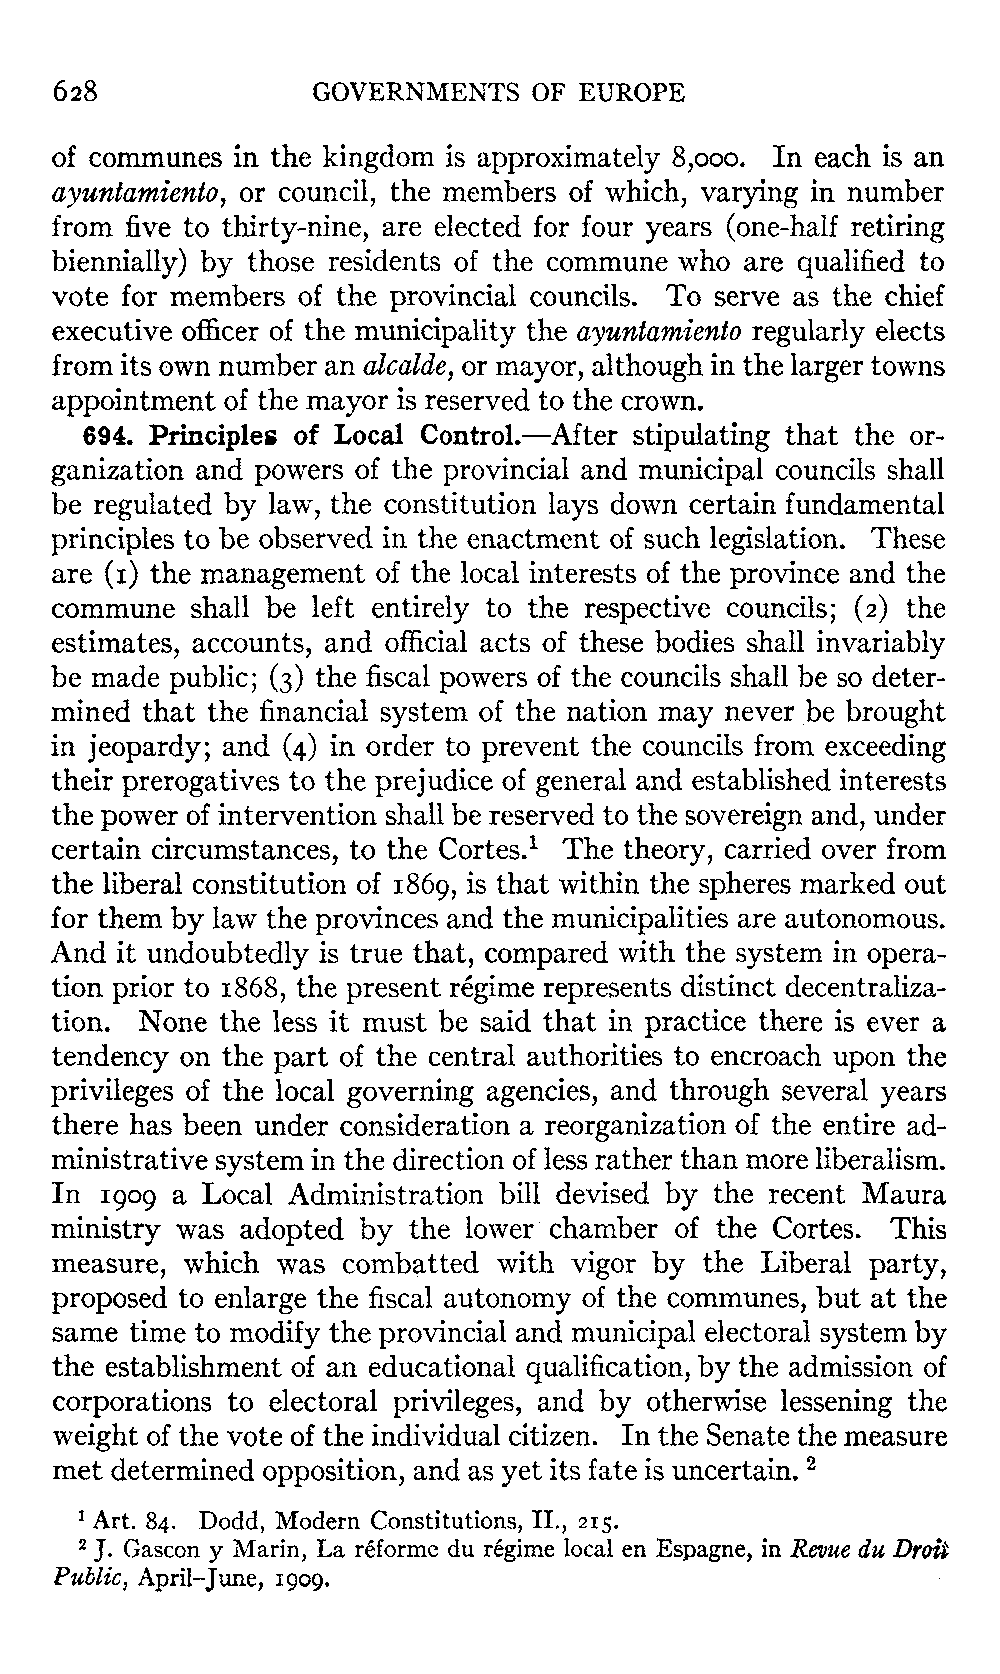 628 GOVERNMENTS OF EUROPE
of communes in the kingdom is approximately 8,000. In each is an
ayuntamiento, or council, the members of which, varying in number
from five to thirty-nine, are elected for four years (one-half retiring
biennially) by those residents of the commune who are qualified to
vote for members of the provincial councils. To serve as the chief
executive officer of the municipality the ayuntamiento regularly elects
from its own number an alcalde, or mayor, although in the larger towns
appointment of the mayor is reserved to the crown.
694. Principles of Local Control.—After stipulating that the or-
ganization and powers of the provincial and municipal councils shall
be regulated by law, the constitution lays down certain fundamental
principles to be observed in the enactment of such legislation. These
are (1) the management of the local interests of the province and the
commune shall be left entirely to the respective councils; (2) the
estimates, accounts, and official acts of these bodies shall invariably
be made public; (3) the fiscal powers of the councils shall be so deter-
mined that the financial system of the nation may never be brought
in jeopardy; and (4) in order to prevent the councils from exceeding
their prerogatives to the prejudice of general and established interests
the power of intervention shall be reserved to the sovereign and, under
certain circumstances, to the Cortes.¹ The theory, carried over from
the liberal constitution of 1869, is that within the spheres marked out
for them by law the provinces and the municipalities are autonomous.
And it undoubtedly is true that, compared with the system in opera-
tion prior to 1868, the present régime represents distinct decentraliza-
tion. None the less it must be said that in practice there is ever a
tendency on the part of the central authorities to encroach upon the
privileges of the local governing agencies, and through several years
there has been under consideration a reorganization of the entire ad-
ministrative system in the direction of less rather than more liberalism.
In 1909 a Local Administration bill devised by the recent Maura
ministry was adopted by the lower chamber of the Cortes. This
measure, which was combatted with vigor by the Liberal party,
proposed to enlarge the fiscal autonomy of the communes, but at the
same time to modify the provincial and municipal electoral system by
the establishment of an educational qualification, by the admission of
corporations to electoral privileges, and by otherwise lessening the
weight of the vote of the individual citizen. In the Senate the measure
met determined opposition, and as yet its fate is uncertain. ²
¹ Art. 84. Dodd, Modern Constitutions, II., 215.
² J. Gascon y Marin, La réforme du régime local en Espagne, in Revue du Droit
Public, April–June, 1909.